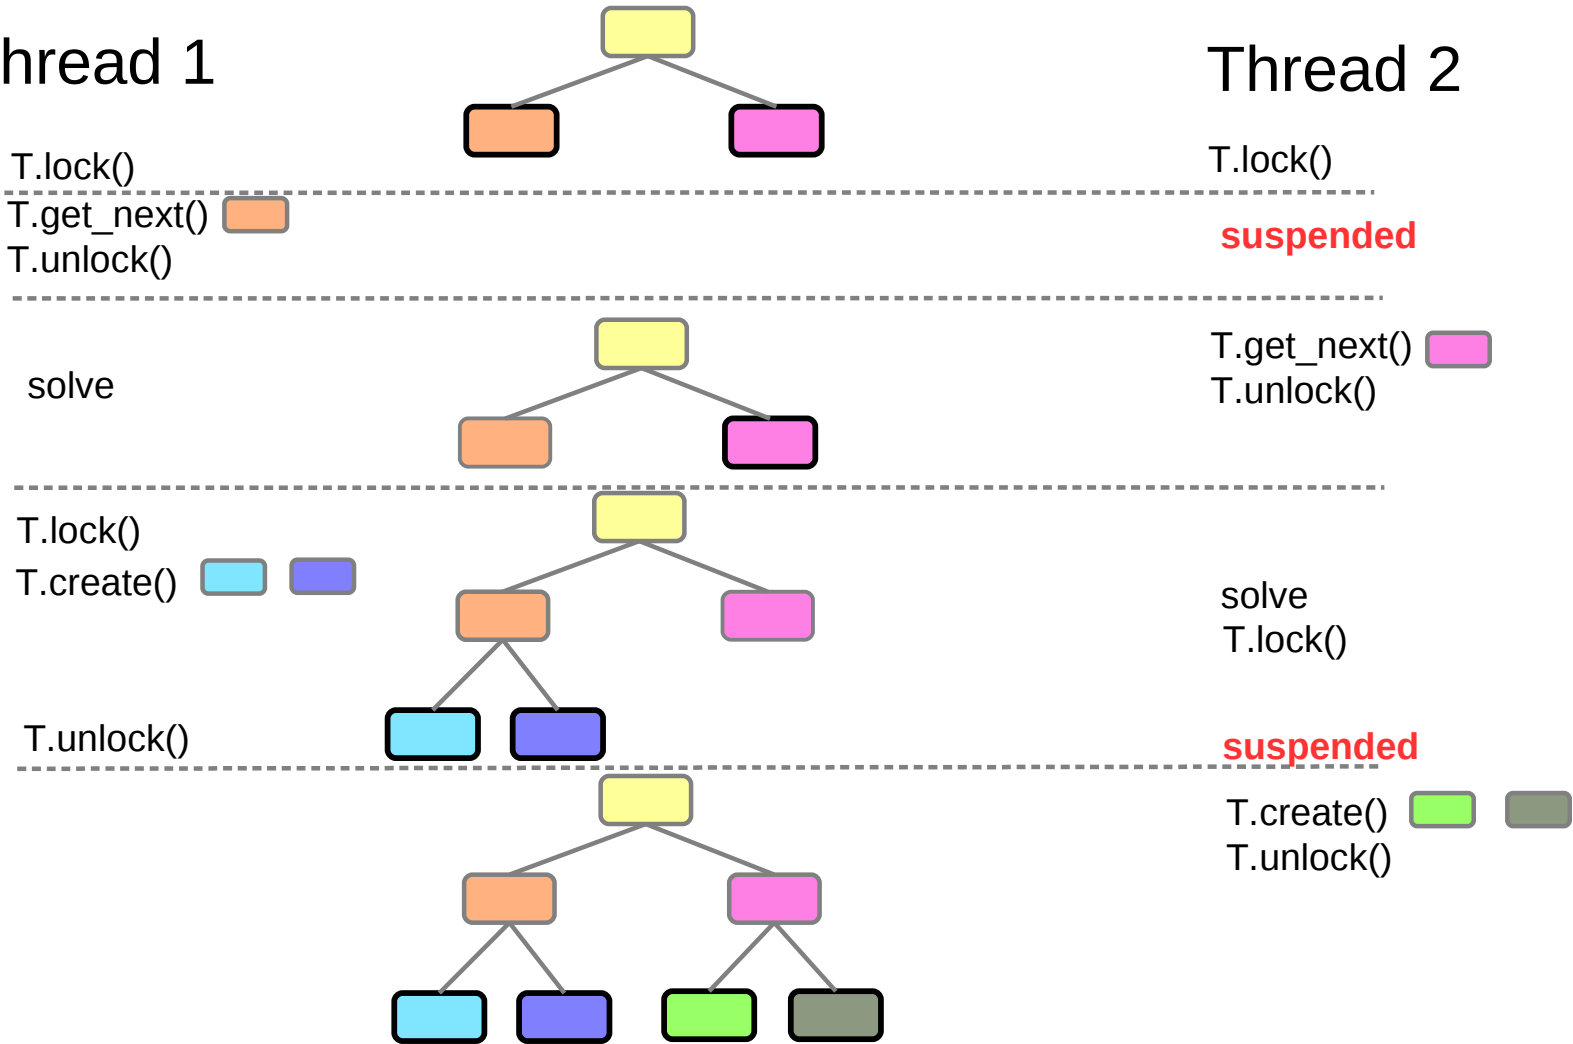 hread 1
Thread 2
T.lock()
T.lock()
T.get_next()
T.unlock()
suspended
solve
T.get_next()
T.unlock()
T.lock()
T.create()
solve
T.lock()
T.unlock()
suspended
T.create()
T.unlock()